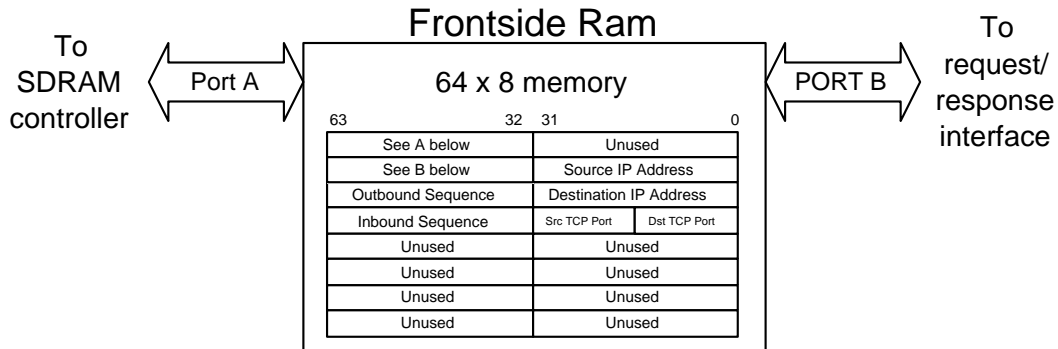 Frontside Ram
To
SDRAM
controller
Port A
64 x 8 memory
PORT B
To
request/
response
interface
63 32 31 0
See A below Unused
See B below Source IP Address
Outbound Sequence Destination IP Address
Inbound Sequence Src TCP Port Dst TCP Port
Unused Unused
Unused Unused
Unused Unused
Unused Unused